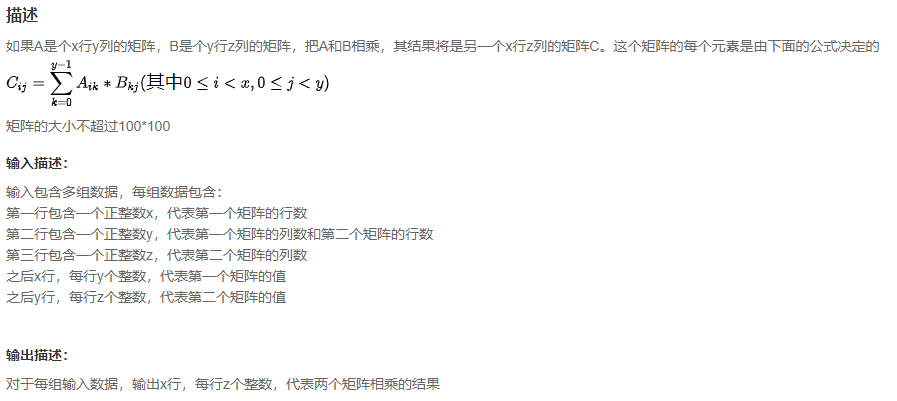 描述
如果A是个x行y列的矩阵，B是个y行z列的矩阵，把A和B相乘，其结果将是另一个x行z列的矩阵C。这个矩阵的每个元素是由下面的公式决定的
C_{ij} = \sum_{k=0}^{y-1} A_{ik} * B_{kj}(其中0 ≤ i < x, 0 ≤ j < y)
矩阵的大小不超过100*100
输入描述：
输入包含多组数据，每组数据包含：
第一行包含一个正整数x，代表第一个矩阵的行数
第二行包含一个正整数y，代表第一个矩阵的列数和第二个矩阵的行数
第三行包含一个正整数z，代表第二个矩阵的列数
之后x行，每行y个整数，代表第一个矩阵的值
之后y行，每行z个整数，代表第二个矩阵的值
输出描述：
对于每组输入数据，输出x行，每行z个整数，代表两个矩阵相乘的结果